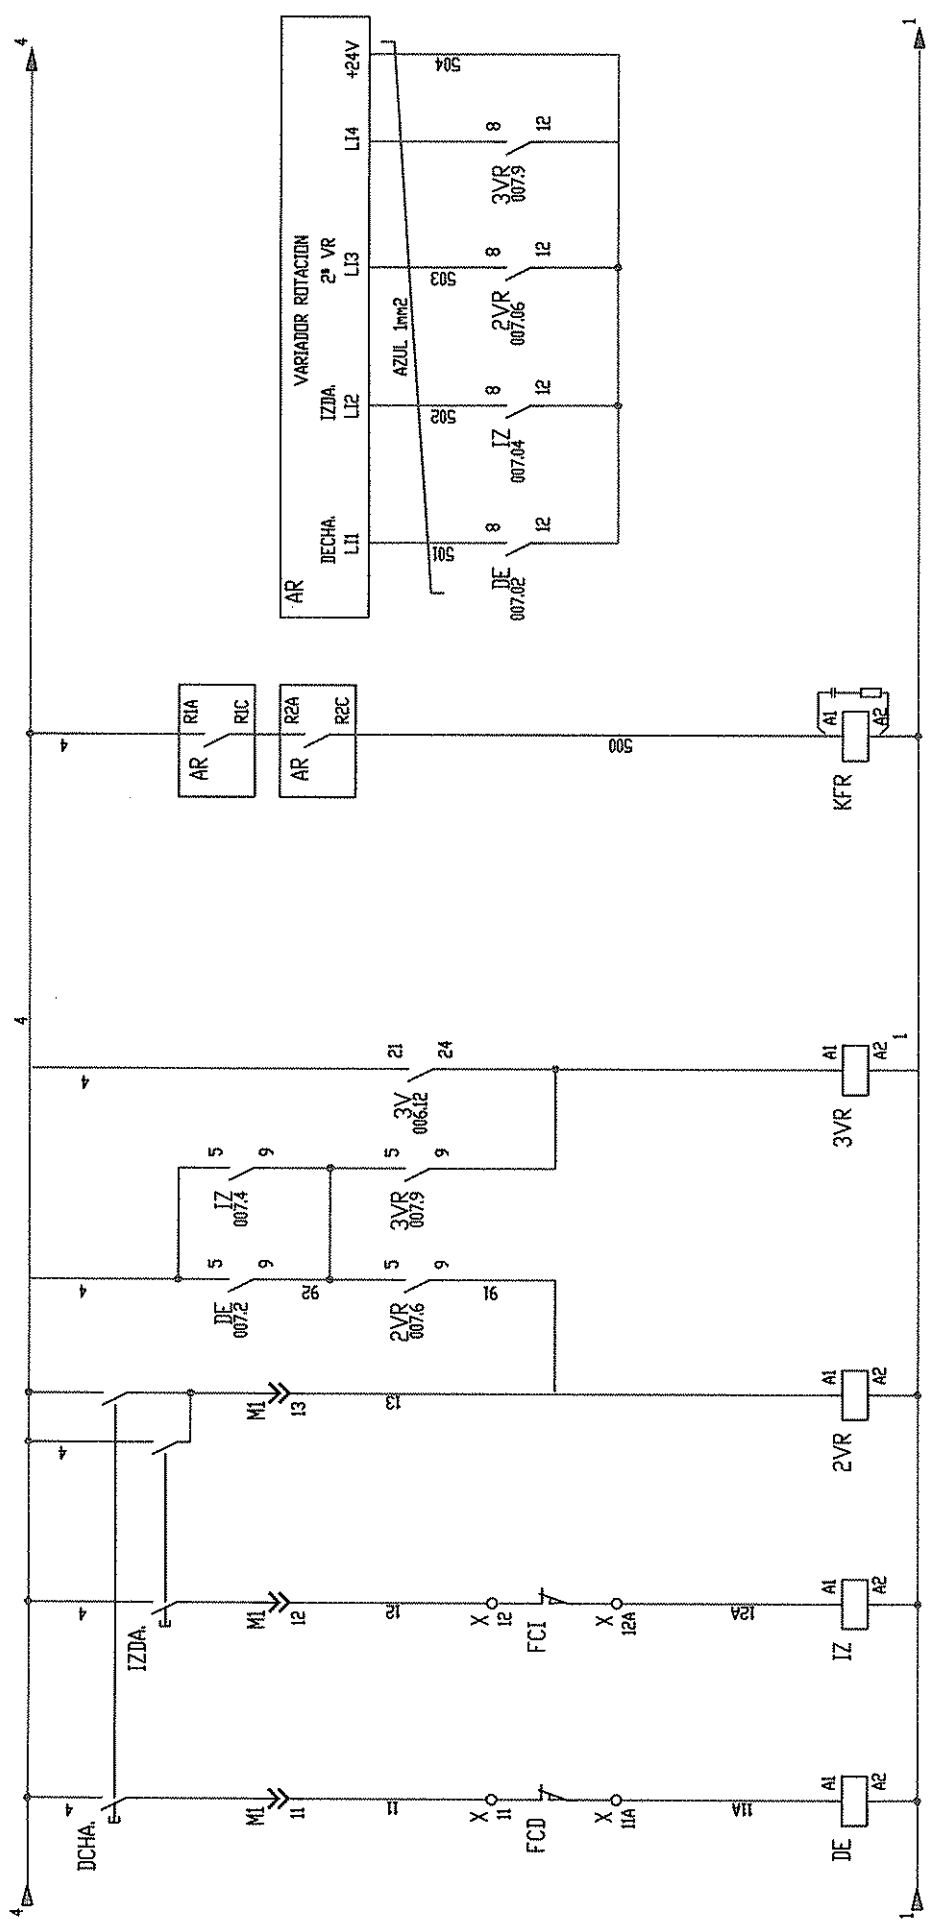 4
4
4
DCHA.
4
M1
11
11
X
11
FCD
X
11A
11A
A1
A2
DE
IZDA.
4
M1
12
12
X
12
FCI
X
12A
12A
A1
A2
IZ
4
M1
13
13
A1
A2
2VR
4
5
9
DE
007.2
92
5
9
2VR
007.6
91
5
9
IZ
007.4
5
9
3VR
007.9
4
21
24
3V
006.12
A1
A2
3VR
1
4
R1A
R1C
AR
R2A
R2C
AR
500
A1
A2
KFR
AR
VARIADOR ROTACION
DECHA.
IZDA.
2ª VR
LI1
LI2
LI3
LI4
+24V
AZUL 1mm2
501
502
503
504
8
12
DE
007.02
8
12
IZ
007.04
8
12
2VR
007.06
8
12
3VR
007.9
1
1